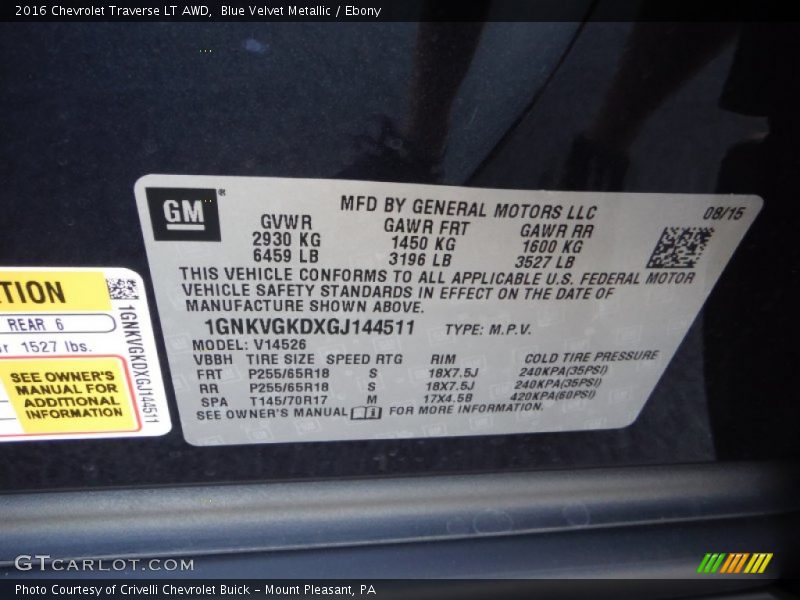 2016 Chevrolet Traverse LT AWD, Blue Velvet Metallic / Ebony
GM®
MFD BY GENERAL MOTORS LLC
08/15
GVWR GAWR FRT GAWR RR
2930 KG 1450 KG 1600 KG
6459 LB 3196 LB 3527 LB
THIS VEHICLE CONFORMS TO ALL APPLICABLE U.S. FEDERAL MOTOR
VEHICLE SAFETY STANDARDS IN EFFECT ON THE DATE OF
MANUFACTURE SHOWN ABOVE.
1GNKVGKDXGJ144511 TYPE: M.P.V.
MODEL: V14526
VBBH TIRE SIZE SPEED RTG RIM COLD TIRE PRESSURE
FRT P255/65R18 S 18X7.5J 240KPA(35PSI)
RR P255/65R18 S 18X7.5J 240KPA(35PSI)
SPA T145/70R17 M 17X4.5B 420KPA(60PSI)
SEE OWNER'S MANUAL FOR MORE INFORMATION.
TION
REAR 6
or 1527 lbs.
SEE OWNER'S
MANUAL FOR
ADDITIONAL
INFORMATION
1GNKVGKDXGJ144511
GTCARLOT.COM
Photo Courtesy of Crivelli Chevrolet Buick - Mount Pleasant, PA